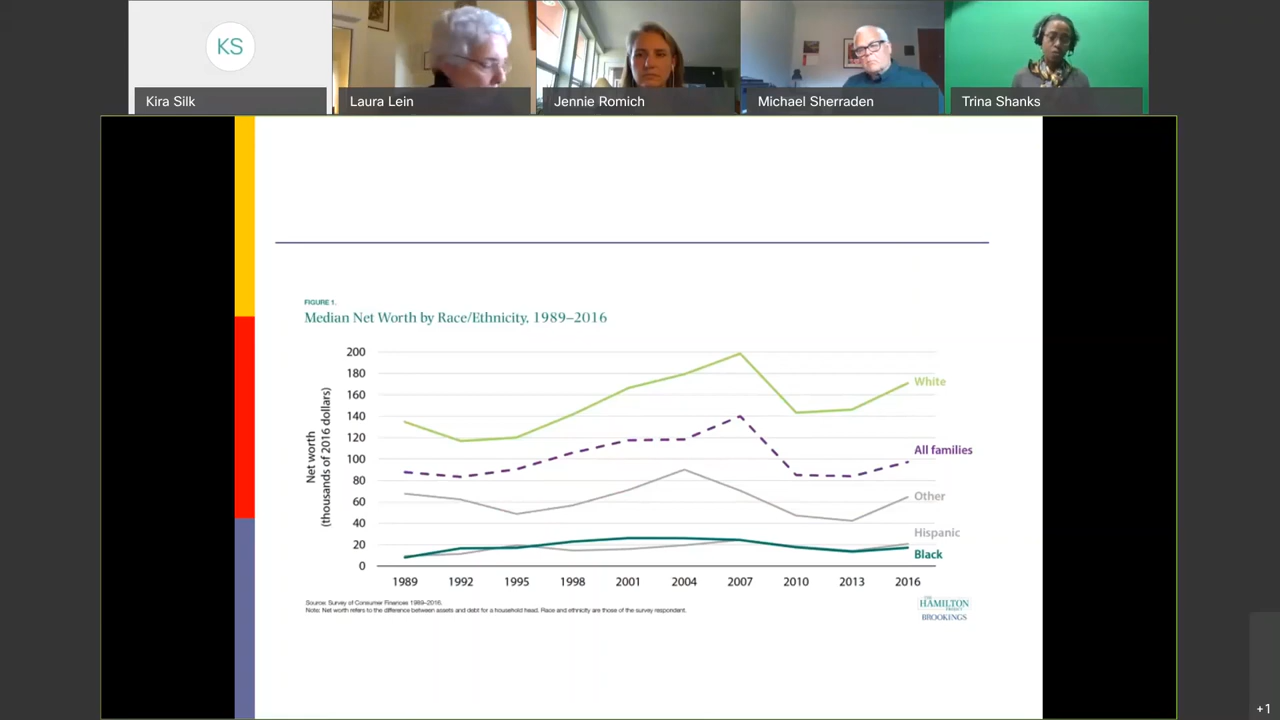 KS
Kira Silk
Laura Lein
Jennie Romich
Michael Sherraden
Trina Shanks
FIGURE 1.
Median Net Worth by Race/Ethnicity, 1989–2016
Net worth
(thousands of 2016 dollars)
200
180
160
140
120
100
80
60
40
20
0
White
All families
Other
Hispanic
Black
1989 1992 1995 1998 2001 2004 2007 2010 2013 2016
Source: Survey of Consumer Finances 1989–2016.
Note: Net worth refers to the difference between assets and debt for a household head. Race and ethnicity are those of the survey respondent.
THE
HAMILTON
PROJECT
BROOKINGS
+1